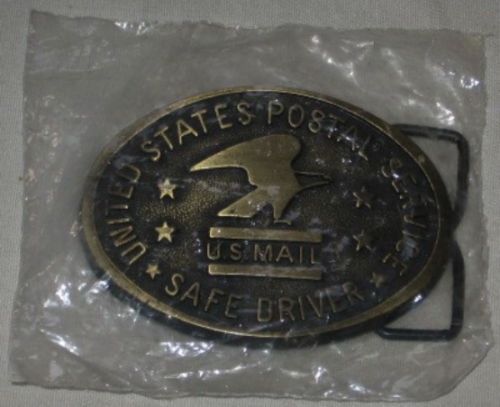 UNITED STATES POSTAL SERVICE
U.S. MAIL
SAFE DRIVER